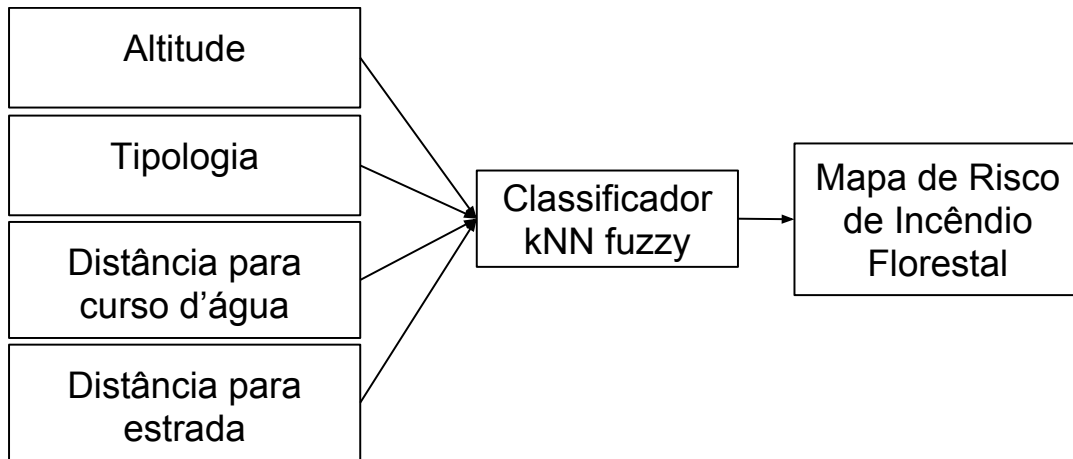 Altitude
Tipologia
Distância para
curso d’água
Distância para
estrada
Classificador
kNN fuzzy
Mapa de Risco
de Incêndio
Florestal